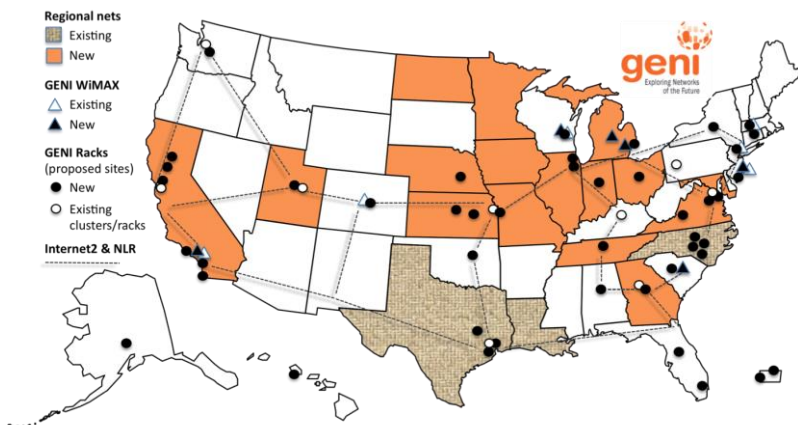 Regional nets
Existing
New
GENI WiMAX
Existing
New
GENI Racks
(proposed sites)
New
Existing
clusters/racks
Internet2 & NLR
geni
Exploring Networks
of the Future